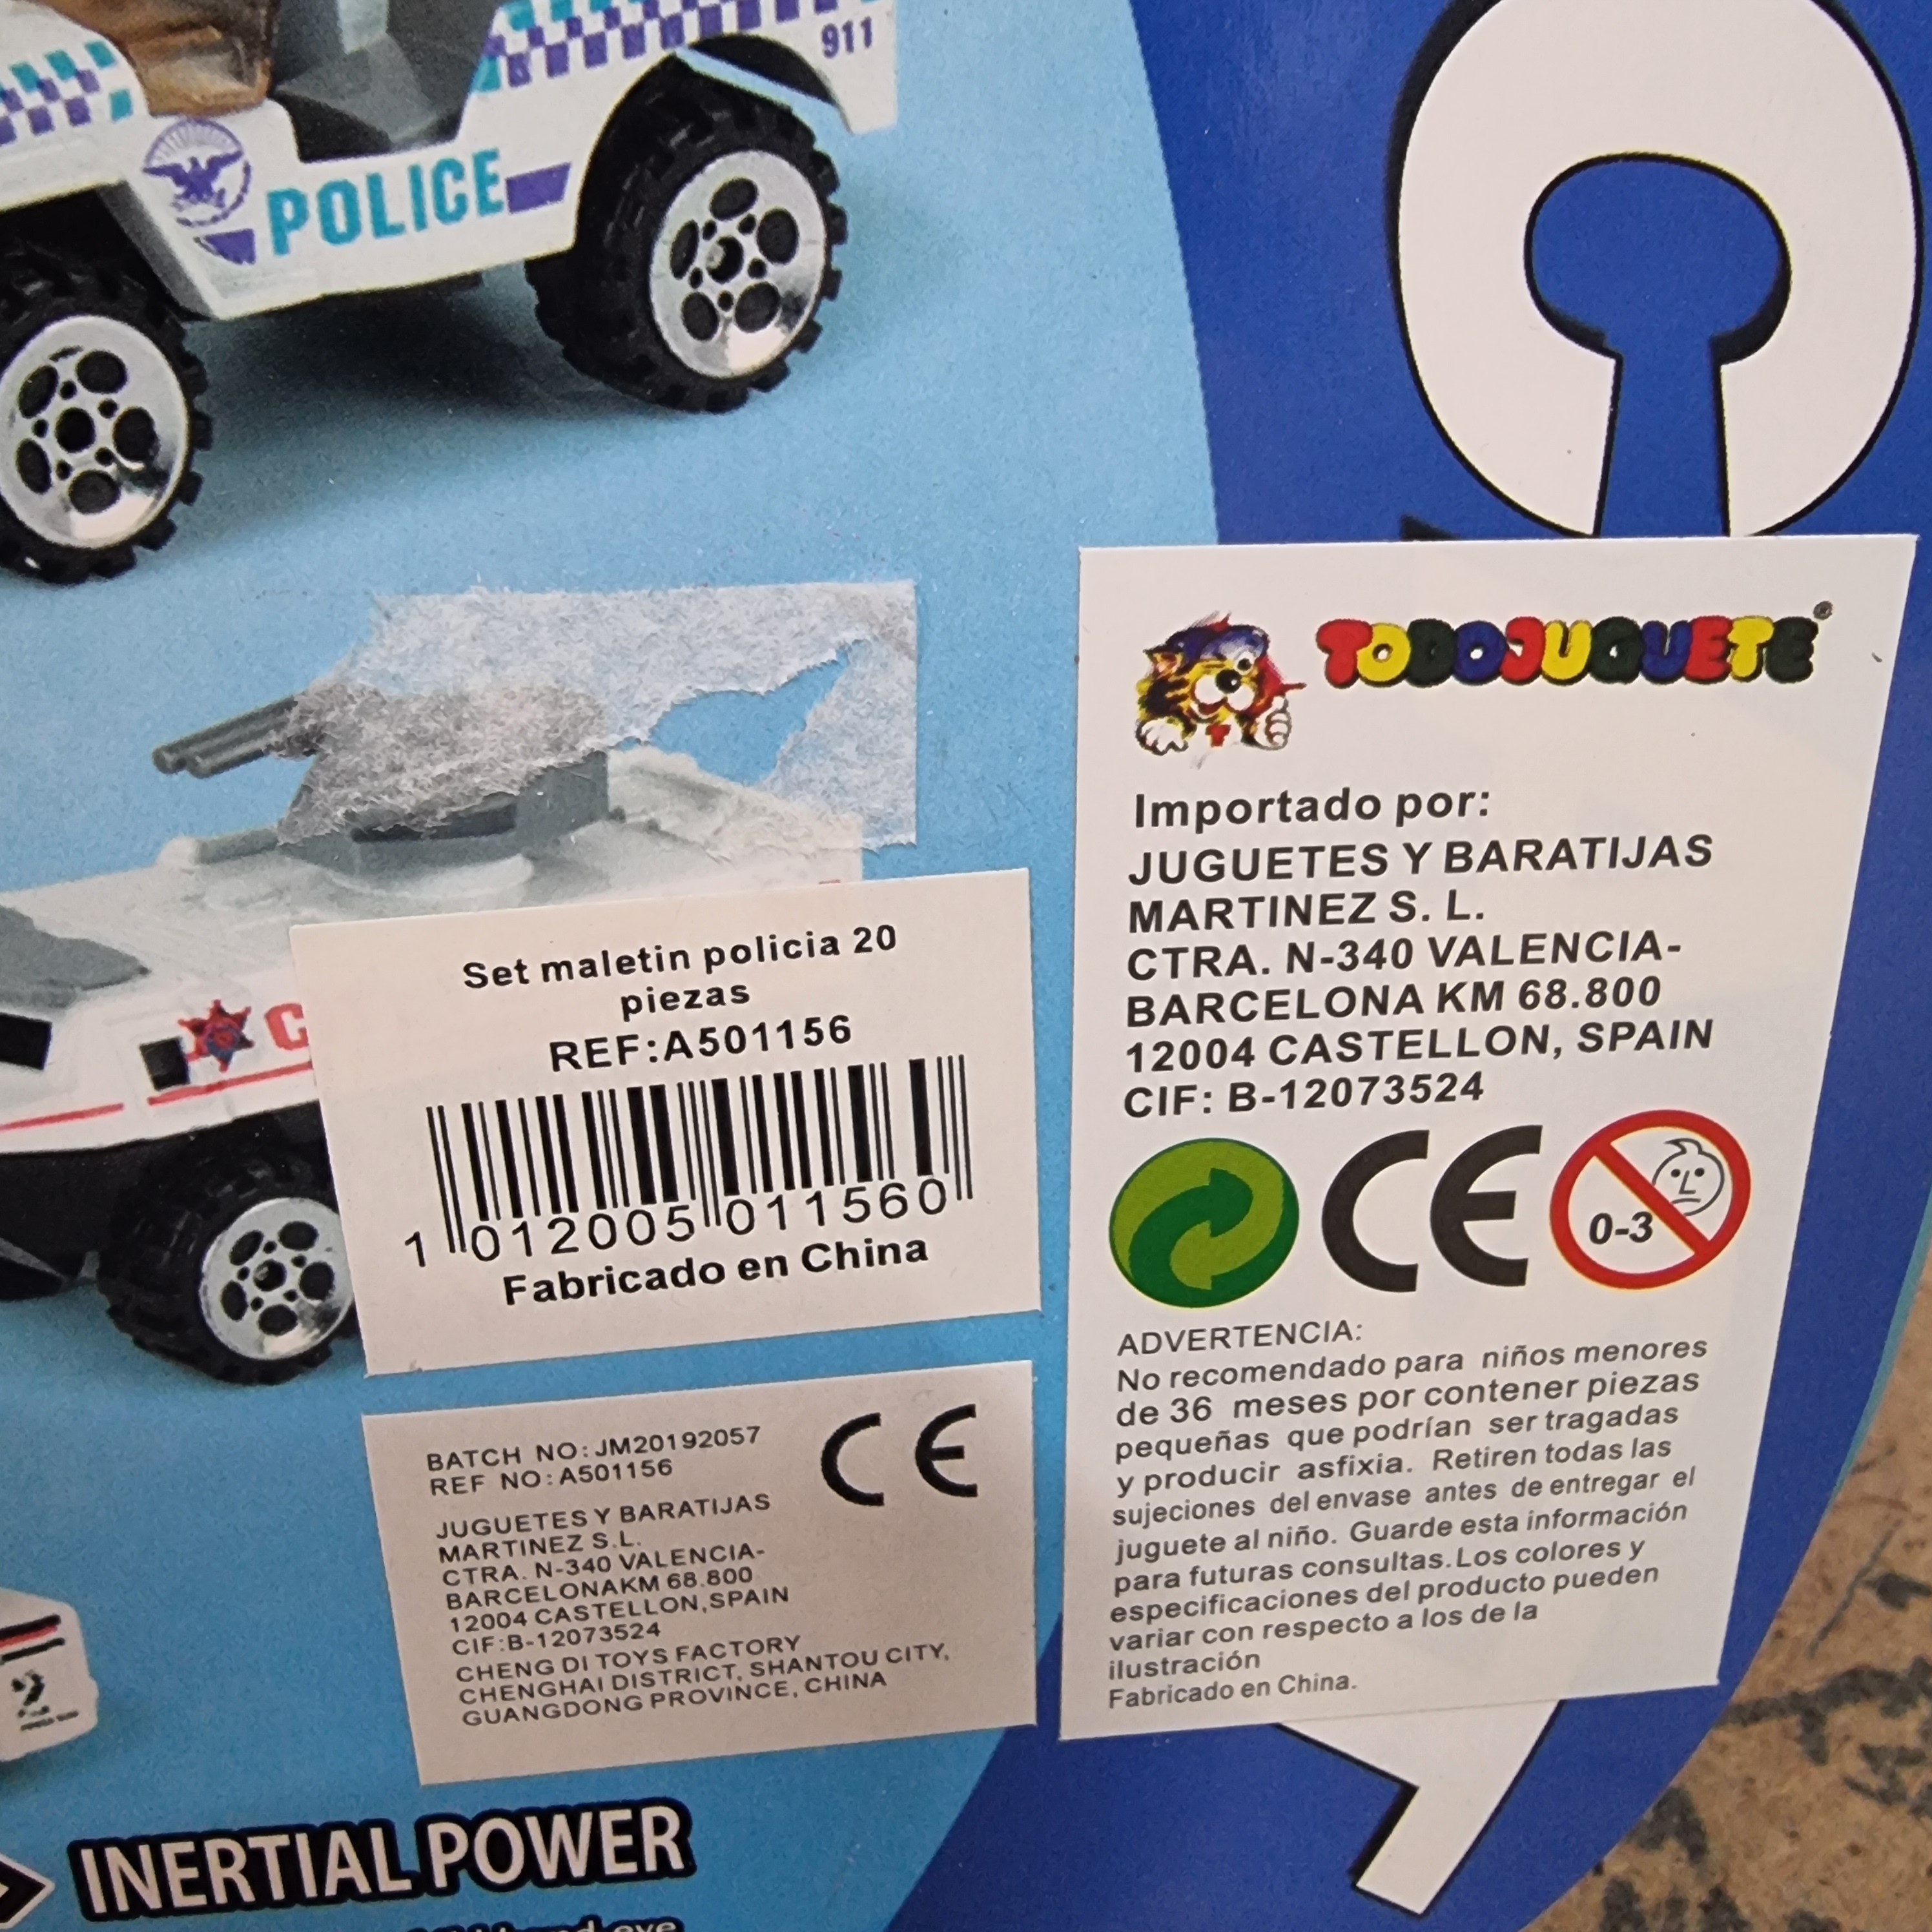 911
POLICE
TODOJUGUETE®
Importado por:
JUGUETES Y BARATIJAS
MARTINEZ S. L.
CTRA. N-340 VALENCIA-
BARCELONA KM 68.800
12004 CASTELLON, SPAIN
CIF: B-12073524
CE
0-3
ADVERTENCIA:
No recomendado para niños menores
de 36 meses por contener piezas
pequeñas que podrían ser tragadas
y producir asfixia. Retiren todas las
sujeciones del envase antes de entregar el
juguete al niño. Guarde esta información
para futuras consultas. Los colores y
especificaciones del producto pueden
variar con respecto a los de la
ilustración
Fabricado en China.
Set maletin policia 20
piezas
REF:A501156
1 012005 011560
Fabricado en China
C
BATCH NO:JM20192057
REF NO:A501156
CE
JUGUETES Y BARATIJAS
MARTINEZ S.L.
CTRA. N-340 VALENCIA-
BARCELONAKM 68.800
12004 CASTELLON,SPAIN
CIF:B-12073524
CHENG DI TOYS FACTORY
CHENGHAI DISTRICT, SHANTOU CITY,
GUANGDONG PROVINCE, CHINA
2
INERTIAL POWER